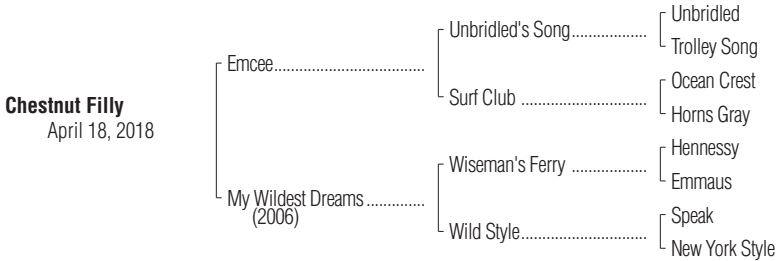 Unbridled
Unbridled's Song
Trolley Song
Emcee
Ocean Crest
Surf Club
Horns Gray
Chestnut Filly
April 18, 2018
Hennessy
Wiseman's Ferry
Emmaus
My Wildest Dreams
(2006)
Speak
Wild Style
New York Style